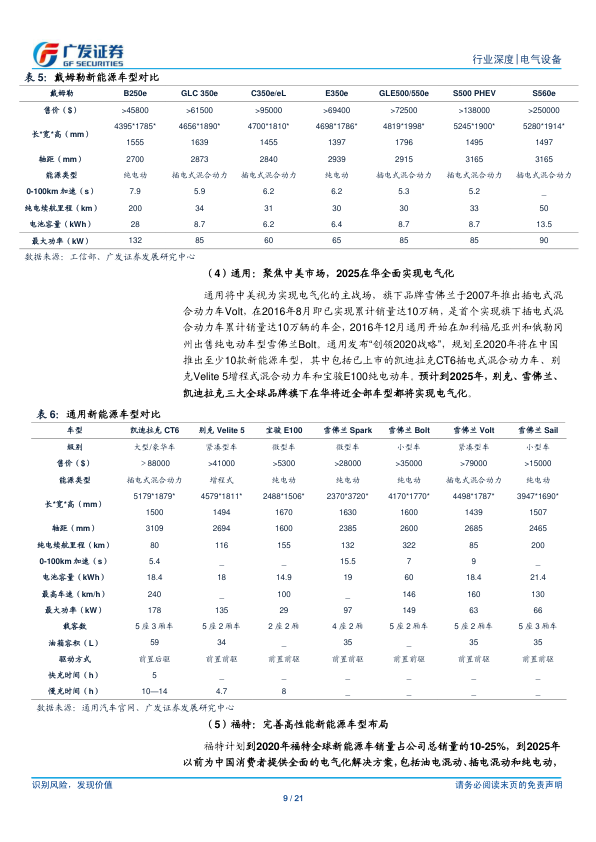 广发证券
GF SECURITIES
行业深度|电气设备
表 5：戴姆勒新能源车型对比
戴姆勒 B250e GLC 350e C350e/eL E350e GLE500/550e S500 PHEV S560e
售价（$） >45800 >61500 >95000 >69400 >72500 >138000 >250000
长*宽*高（mm） 4395*1785*1555 4656*1890*1639 4700*1810*1455 4698*1786*1397 4819*1998*1796 5245*1900*1495 5280*1914*1497
轴距（mm） 2700 2873 2840 2939 2915 3165 3165
能源类型 纯电动 插电式混合动力 插电式混合动力 纯电动 插电式混合动力 插电式混合动力 插电式混合动力
0-100km 加速（s） 7.9 5.9 6.2 6.2 5.3 5.2 _
纯电续航里程（km） 200 34 31 30 30 33 50
电池容量（kWh） 28 8.7 6.2 6.4 8.7 8.7 13.5
最大功率（kW） 132 85 60 65 85 85 90
数据来源：工信部、广发证券发展研究中心
（4）通用：聚焦中美市场，2025在华全面实现电气化
通用将中美视为实现电气化的主战场，旗下品牌雪佛兰于2007年推出插电式混
合动力车Volt，在2016年8月即已实现累计销量达10万辆，是首个实现旗下插电式混
合动力车累计销量达10万辆的车企，2016年12月通用开始在加利福尼亚州和俄勒冈
州出售纯电动车型雪佛兰Bolt。通用发布“创领2020战略”，规划至2020年将在中国
推出至少10款新能源车型，其中包括已上市的凯迪拉克CT6插电式混合动力车、别
克Velite 5增程式混合动力车和宝骏E100纯电动车。预计到2025年，别克、雪佛兰、
凯迪拉克三大全球品牌旗下在华将近全部车型都将实现电气化。
表 6：通用新能源车型对比
车型 凯迪拉克 CT6 别克 Velite 5 宝骏 E100 雪佛兰 Spark 雪佛兰 Bolt 雪佛兰 Volt 雪佛兰 Sail
级别 大型/豪华车 紧凑型车 微型车 微型车 小型车 紧凑型车 小型车
售价（$） ＞88000 >41000 >5300 >28000 >35000 >79000 >15000
能源类型 插电式混合动力 增程式 纯电动 纯电动 纯电动 插电式混合动力 纯电动
长*宽*高（mm） 5179*1879*1500 4579*1811*1494 2488*1506*1670 2370*3720*1630 4170*1770*1600 4498*1787*1439 3947*1690*1507
轴距（mm） 3109 2694 1600 2385 2600 2685 2465
纯电续航里程（km） 80 116 155 132 322 85 200
0-100km 加速（s） 5.4 _ _ 15.5 7 9 _
电池容量（kWh） 18.4 18 14.9 19 60 18.4 21.4
最高车速（km/h） 240 _ 100 _ 146 160 130
最大功率（kW） 178 135 29 97 149 63 66
载客数 5 座 3 厢车 5 座 2 厢车 2 座 2 厢 4 座 2 厢 5 座 2 厢车 5 座 2 厢车 5 座 3 厢车
油箱容积（L） 59 34 _ 35 _ 35 35
驱动方式 前置后驱 前置前驱 前置前驱 前置前驱 前置前驱 前置前驱 前置前驱
快充时间（h） 5 _ _ _ _ _ _
慢充时间（h） 10—14 4.7 8 _ _ _ _
数据来源：通用汽车官网、广发证券发展研究中心
（5）福特：完善高性能新能源车型布局
福特计划到2020年福特全球新能源车销量占公司总销量的10-25%，到2025年
以前为中国消费者提供全面的电气化解决方案，包括油电混动、插电混动和纯电动，
识别风险，发现价值 请务必阅读末页的免责声明
9 / 21